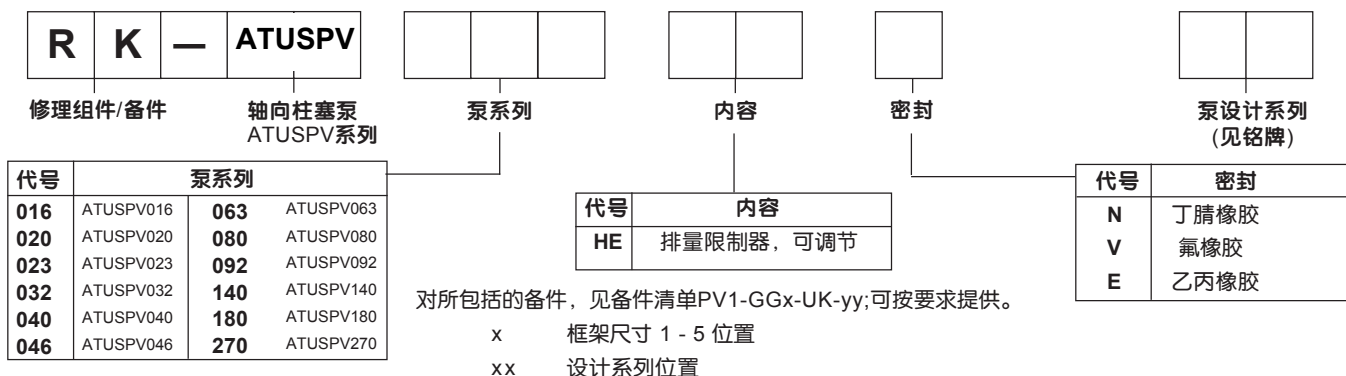 R K — ATUSPV
修理组件/备件
轴向柱塞泵
ATUSPV系列
泵系列
内容
密封
泵设计系列
(见铭牌)
代号 泵系列
016 ATUSPV016 063 ATUSPV063
020 ATUSPV020 080 ATUSPV080
023 ATUSPV023 092 ATUSPV092
032 ATUSPV032 140 ATUSPV140
040 ATUSPV040 180 ATUSPV180
046 ATUSPV046 270 ATUSPV270
代号 内容
HE 排量限制器，可调节
代号 密封
N 丁腈橡胶
V 氟橡胶
E 乙丙橡胶
对所包括的备件，见备件清单PV1-GGx-UK-yy;可按要求提供。
x 框架尺寸 1 - 5 位置
xx 设计系列位置